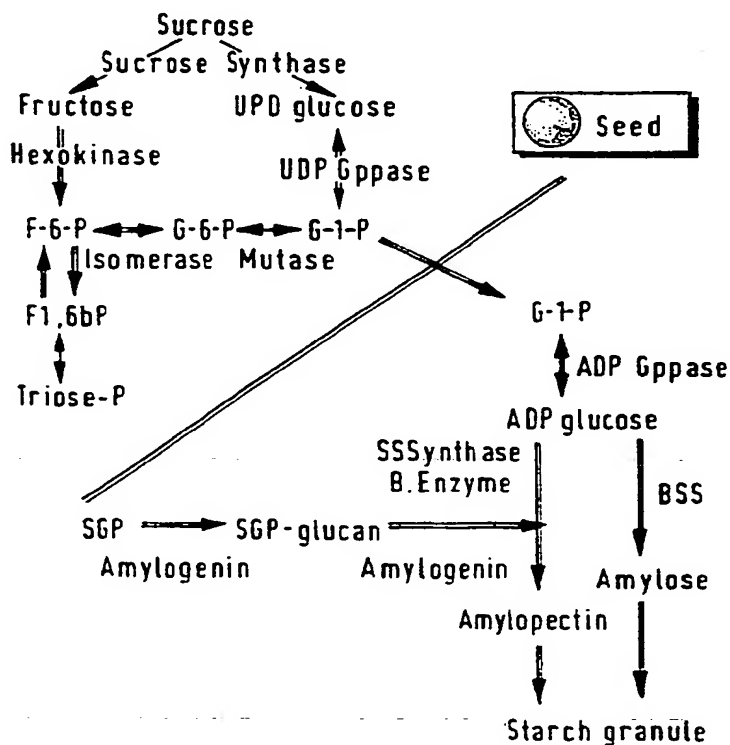 Sucrose
Sucrose Synthase
Fructose UPD glucose
Seed
Hexokinase
UDP Gppase
F-6-P G-6-P G-1-P
Isomerase Mutase
F1,6bP
G-1-P
ADP Gppase
Triose-P
ADP glucose
SSSynthase
B.Enzyme
BSS
SGP SGP-glucan
Amylogenin Amylogenin
Amylose
Amylopectin
Starch granule